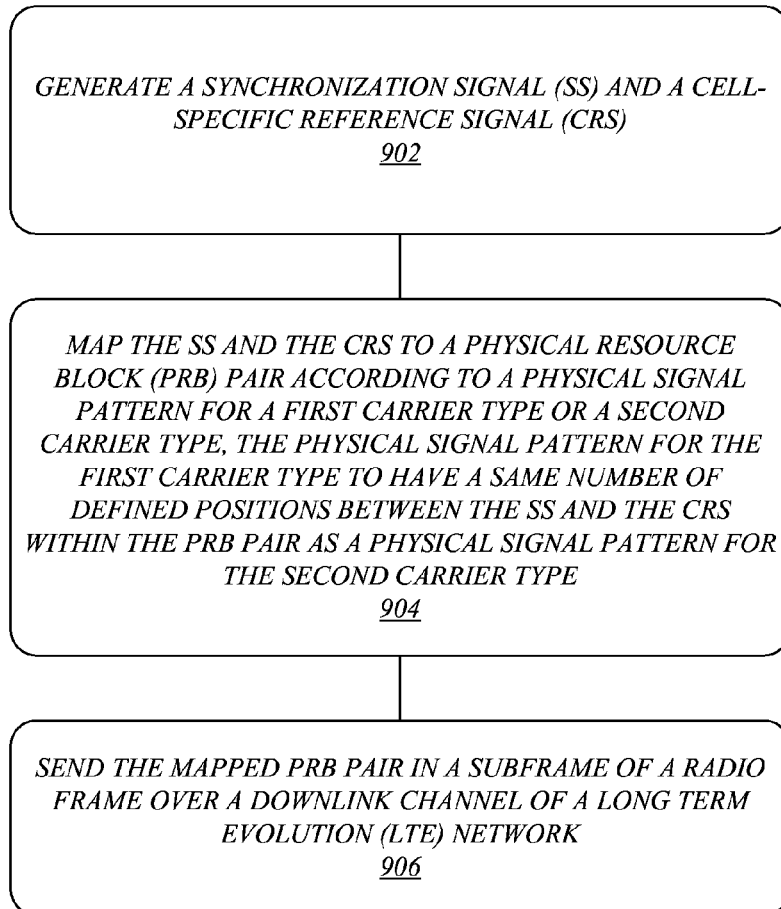 GENERATE A SYNCHRONIZATION SIGNAL (SS) AND A CELL-
SPECIFIC REFERENCE SIGNAL (CRS)
902
MAP THE SS AND THE CRS TO A PHYSICAL RESOURCE
BLOCK (PRB) PAIR ACCORDING TO A PHYSICAL SIGNAL
PATTERN FOR A FIRST CARRIER TYPE OR A SECOND
CARRIER TYPE, THE PHYSICAL SIGNAL PATTERN FOR THE
FIRST CARRIER TYPE TO HAVE A SAME NUMBER OF
DEFINED POSITIONS BETWEEN THE SS AND THE CRS
WITHIN THE PRB PAIR AS A PHYSICAL SIGNAL PATTERN FOR
THE SECOND CARRIER TYPE
904
SEND THE MAPPED PRB PAIR IN A SUBFRAME OF A RADIO
FRAME OVER A DOWNLINK CHANNEL OF A LONG TERM
EVOLUTION (LTE) NETWORK
906